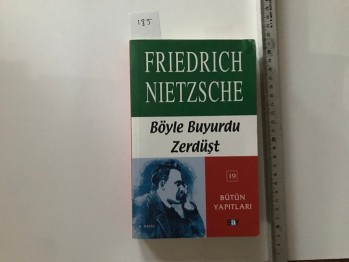 185
FRIEDRICH
NIETZSCHE
Böyle Buyurdu
Zerdüşt
19
BÜTÜN
YAPITLARI